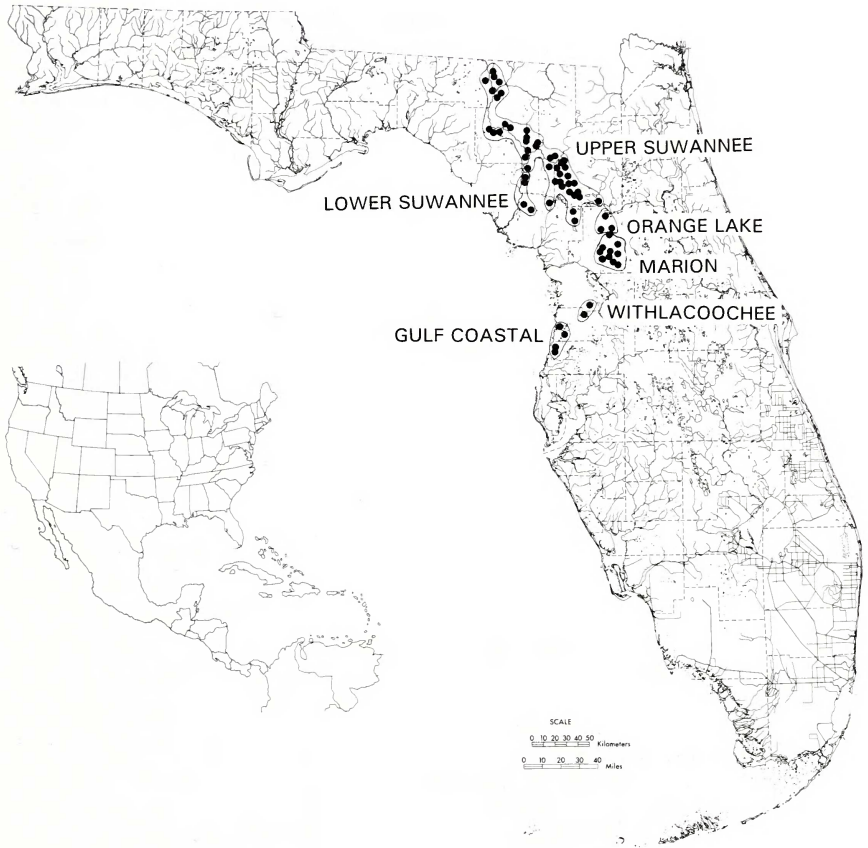 UPPER SUWANNEE
LOWER SUWANNEE
ORANGE LAKE
MARION
WITHLACOOCHEE
GULF COASTAL
SCALE
0 10 20 30 40 50 Kilometers
0 10 20 30 40 Miles